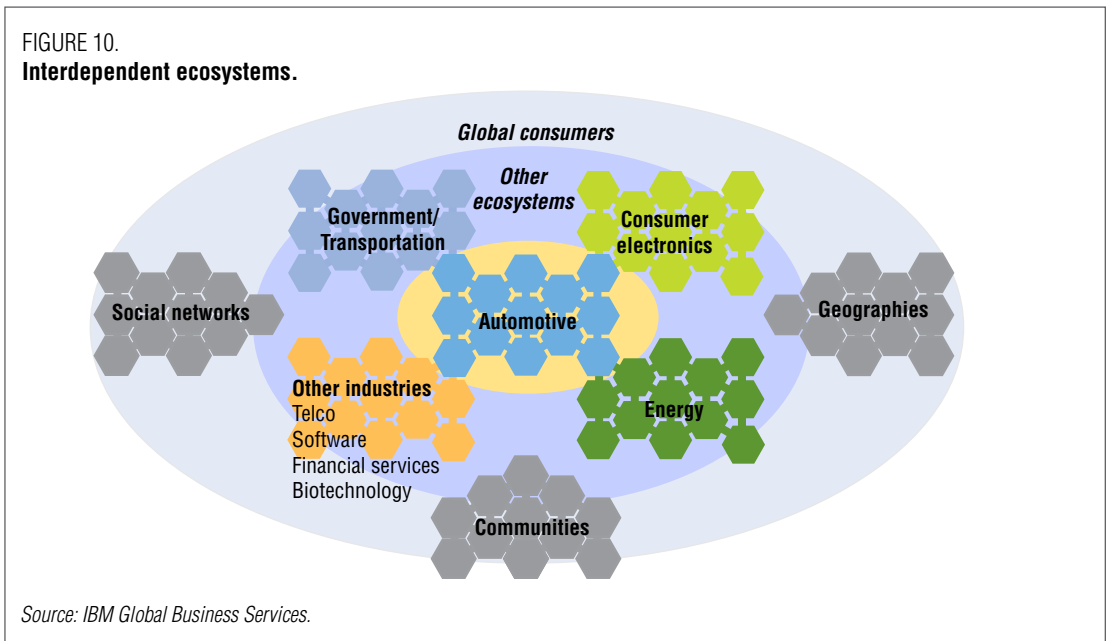 FIGURE 10.
Interdependent ecosystems.
Global consumers
Other
ecosystems
Government/
Transportation
Consumer
electronics
Social networks
Automotive
Geographies
Other industries
Telco
Software
Financial services
Biotechnology
Energy
Communities
Source: IBM Global Business Services.